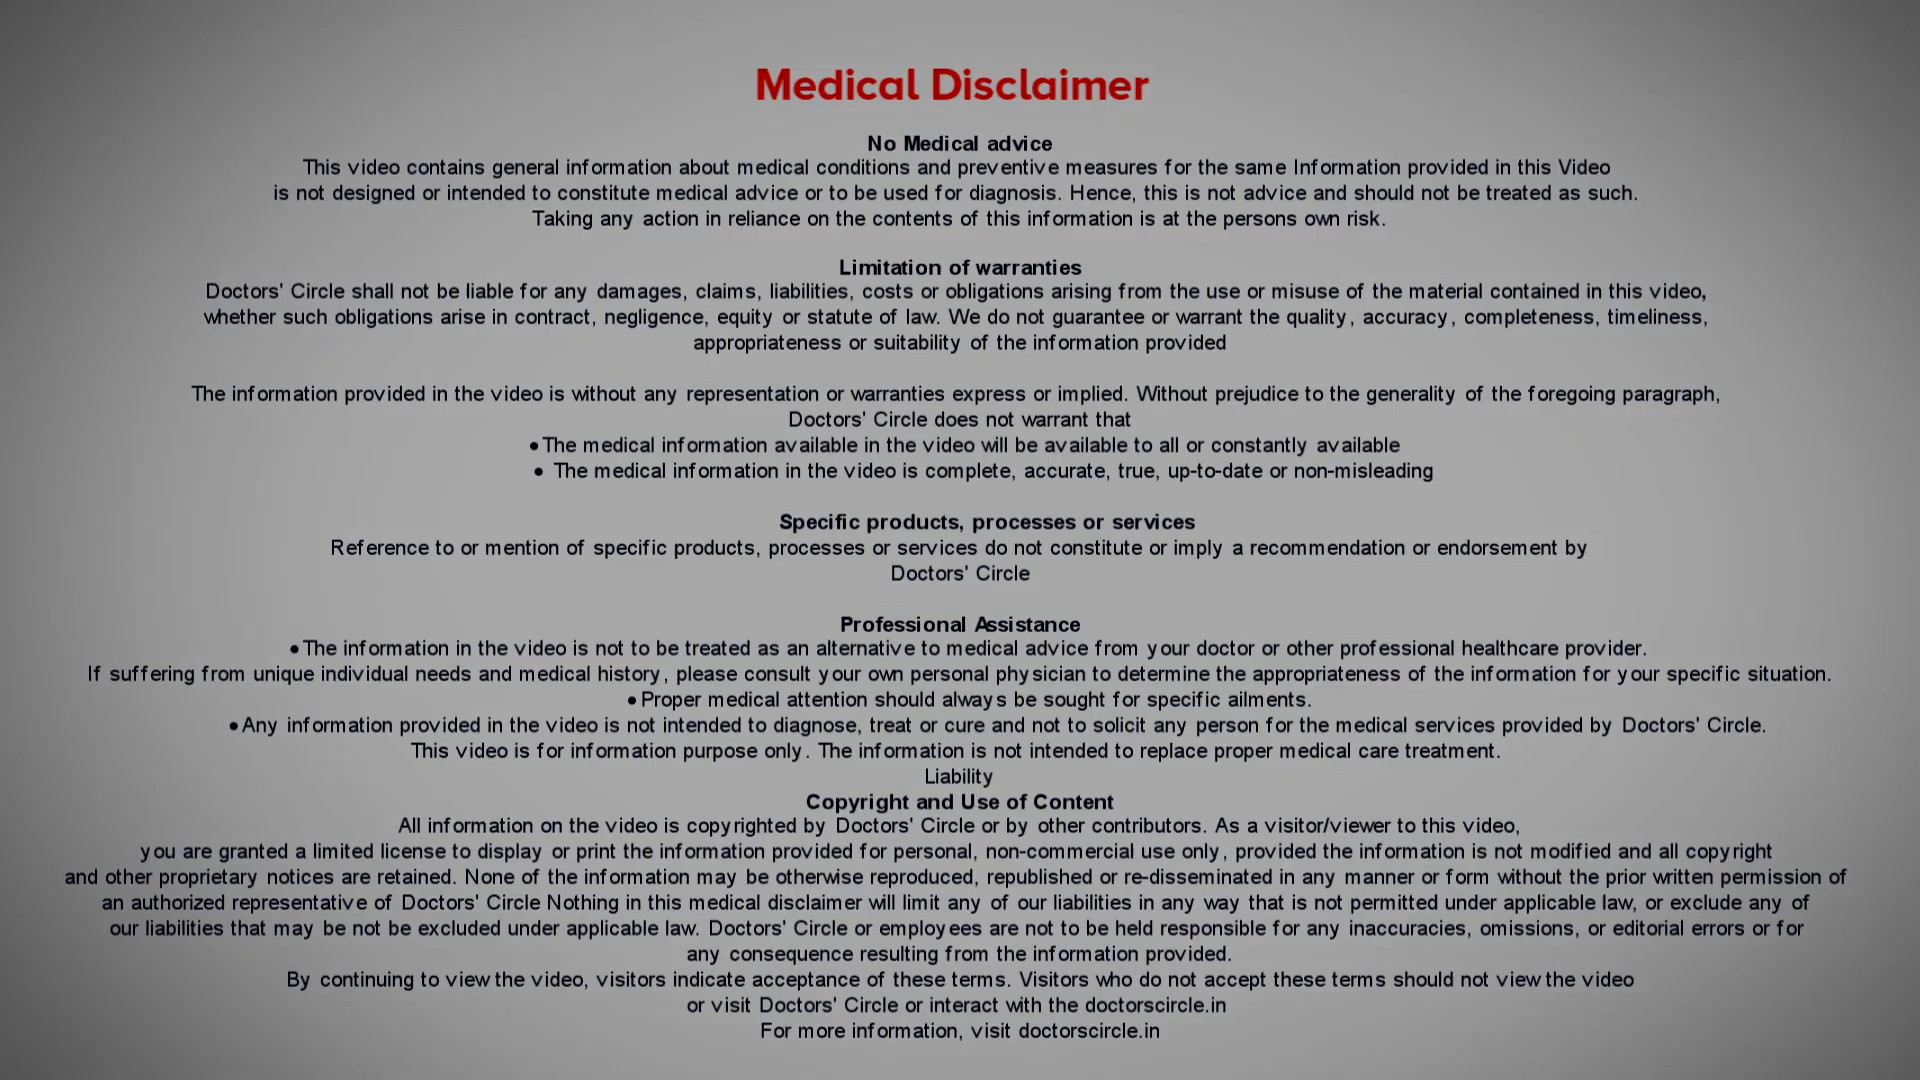 Medical Disclaimer
No Medical advice
This video contains general information about medical conditions and preventive measures for the same Information provided in this Video
is not designed or intended to constitute medical advice or to be used for diagnosis. Hence, this is not advice and should not be treated as such.
Taking any action in reliance on the contents of this information is at the persons own risk.
Limitation of warranties
Doctors' Circle shall not be liable for any damages, claims, liabilities, costs or obligations arising from the use or misuse of the material contained in this video,
whether such obligations arise in contract, negligence, equity or statute of law. We do not guarantee or warrant the quality, accuracy, completeness, timeliness,
appropriateness or suitability of the information provided
The information provided in the video is without any representation or warranties express or implied. Without prejudice to the generality of the foregoing paragraph,
Doctors' Circle does not warrant that
•The medical information available in the video will be available to all or constantly available
• The medical information in the video is complete, accurate, true, up-to-date or non-misleading
Specific products, processes or services
Reference to or mention of specific products, processes or services do not constitute or imply a recommendation or endorsement by
Doctors' Circle
Professional Assistance
•The information in the video is not to be treated as an alternative to medical advice from your doctor or other professional healthcare provider.
If suffering from unique individual needs and medical history, please consult your own personal physician to determine the appropriateness of the information for your specific situation.
•Proper medical attention should always be sought for specific ailments.
•Any information provided in the video is not intended to diagnose, treat or cure and not to solicit any person for the medical services provided by Doctors' Circle.
This video is for information purpose only. The information is not intended to replace proper medical care treatment.
Liability
Copyright and Use of Content
All information on the video is copyrighted by Doctors' Circle or by other contributors. As a visitor/viewer to this video,
you are granted a limited license to display or print the information provided for personal, non-commercial use only, provided the information is not modified and all copyright
and other proprietary notices are retained. None of the information may be otherwise reproduced, republished or re-disseminated in any manner or form without the prior written permission of
an authorized representative of Doctors' Circle Nothing in this medical disclaimer will limit any of our liabilities in any way that is not permitted under applicable law, or exclude any of
our liabilities that may be not be excluded under applicable law. Doctors' Circle or employees are not to be held responsible for any inaccuracies, omissions, or editorial errors or for
any consequence resulting from the information provided.
By continuing to view the video, visitors indicate acceptance of these terms. Visitors who do not accept these terms should not view the video
or visit Doctors' Circle or interact with the doctorscircle.in
For more information, visit doctorscircle.in